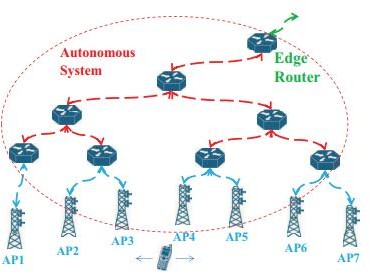 Autonomous
System
Edge
Router
AP1
AP2
AP3
AP4
AP5
AP6
AP7